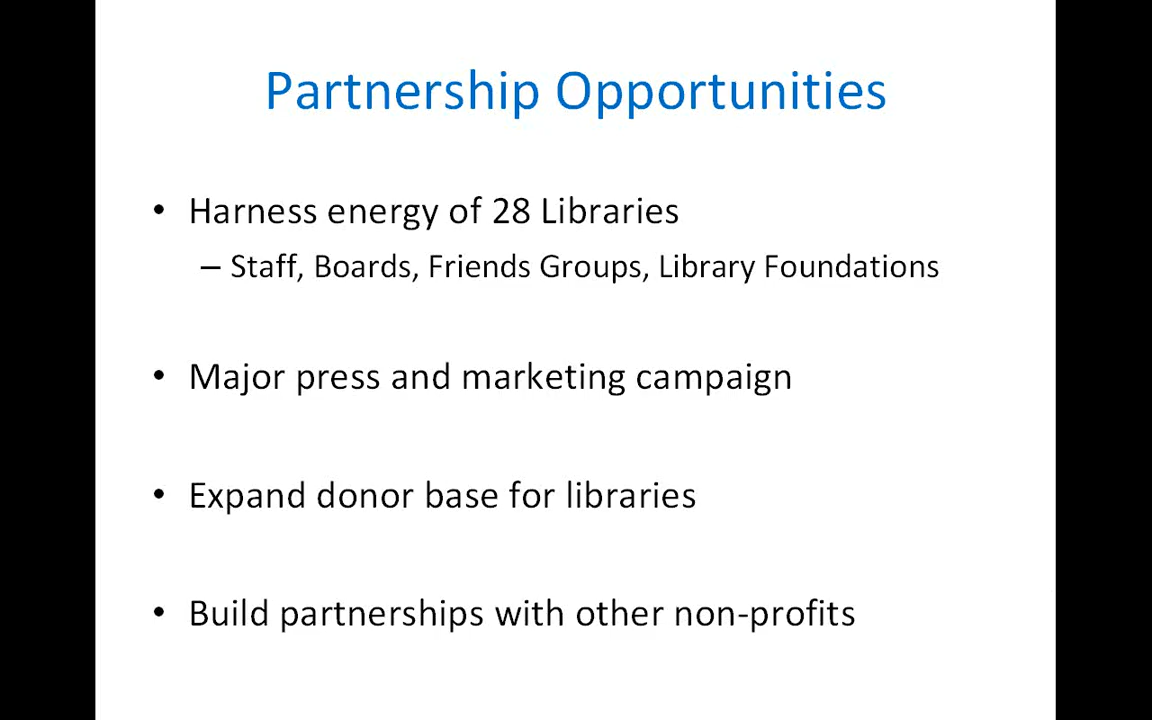 Partnership Opportunities
• Harness energy of 28 Libraries
– Staff, Boards, Friends Groups, Library Foundations
• Major press and marketing campaign
• Expand donor base for libraries
• Build partnerships with other non-profits